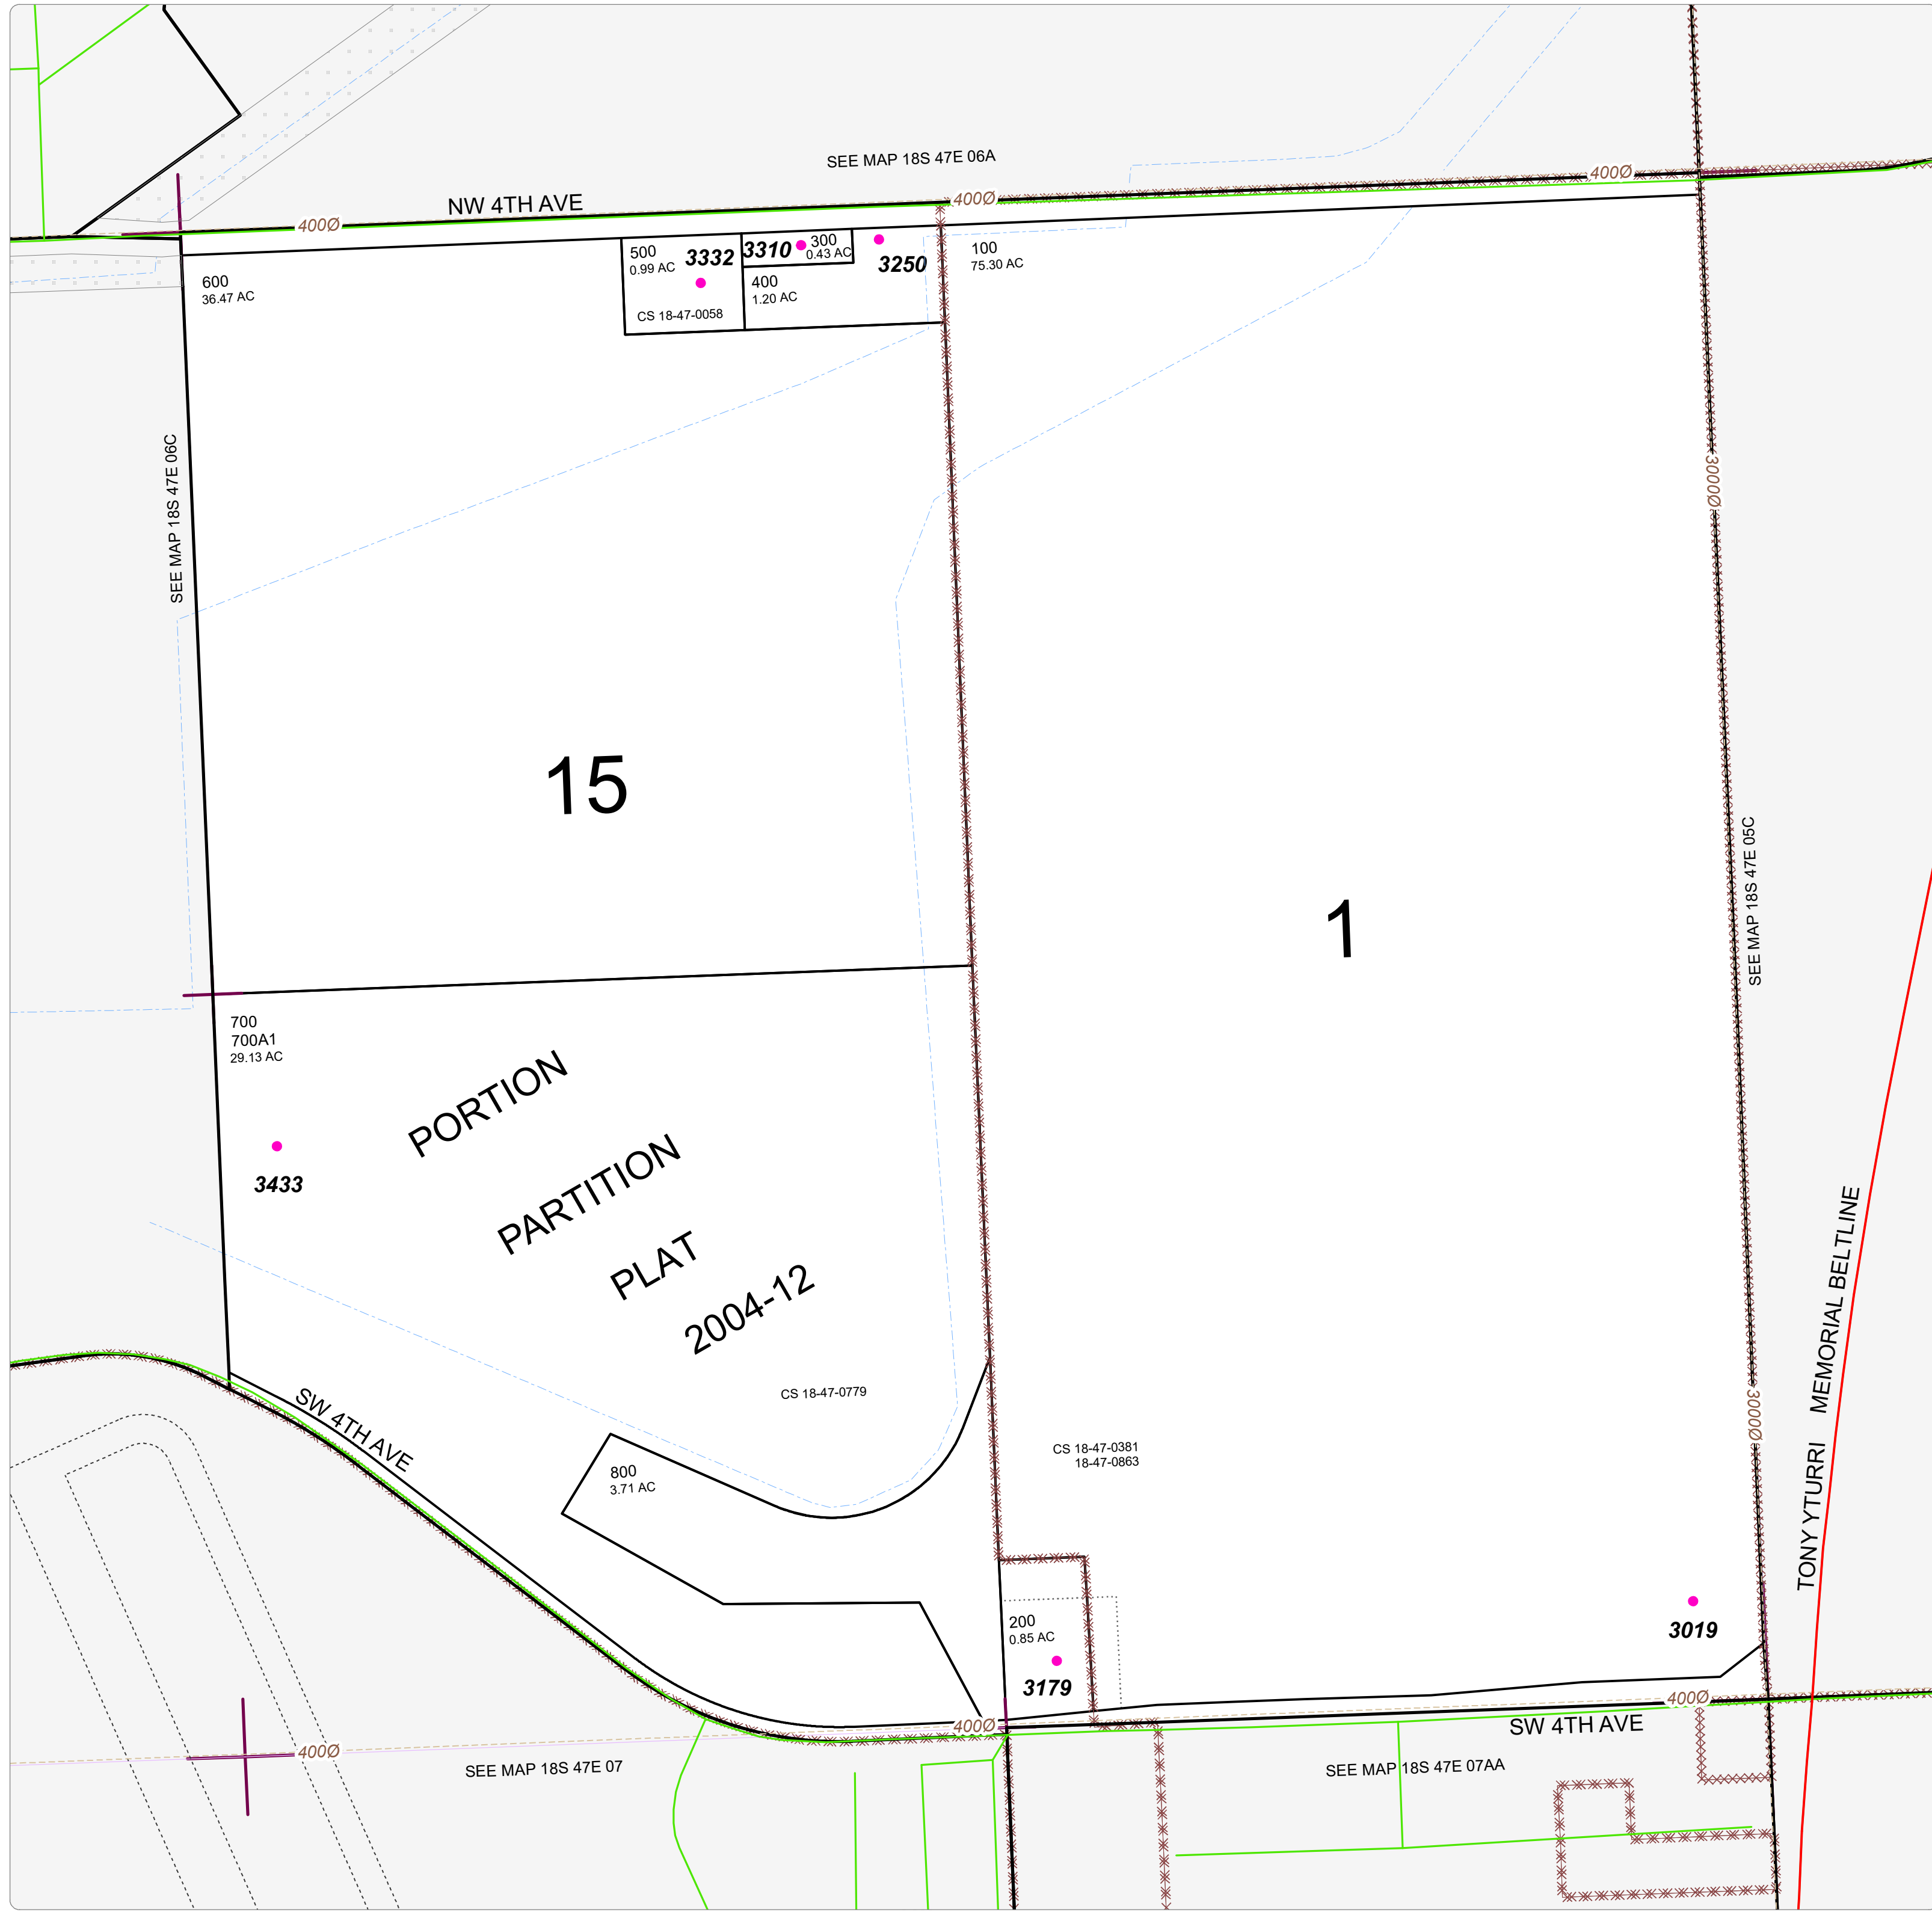 SEE MAP 18S 47E 06A
NW 4TH AVE
400Ø
400Ø
400Ø
600
36.47 AC
500
0.99 AC
3332
CS 18-47-0058
3310
300
0.43 AC
400
1.20 AC
3250
100
75.30 AC
SEE MAP 18S 47E 06C
3000Ø
15
1
SEE MAP 18S 47E 05C
700
700A1
29.13 AC
3433
PORTION
PARTITION
PLAT
2004-12
CS 18-47-0779
SW 4TH AVE
800
3.71 AC
CS 18-47-0381
18-47-0863
3000Ø
TONY YTURRI MEMORIAL BELTLINE
200
0.85 AC
3179
3019
400Ø
400Ø
400Ø
SW 4TH AVE
SEE MAP 18S 47E 07
SEE MAP 18S 47E 07AA